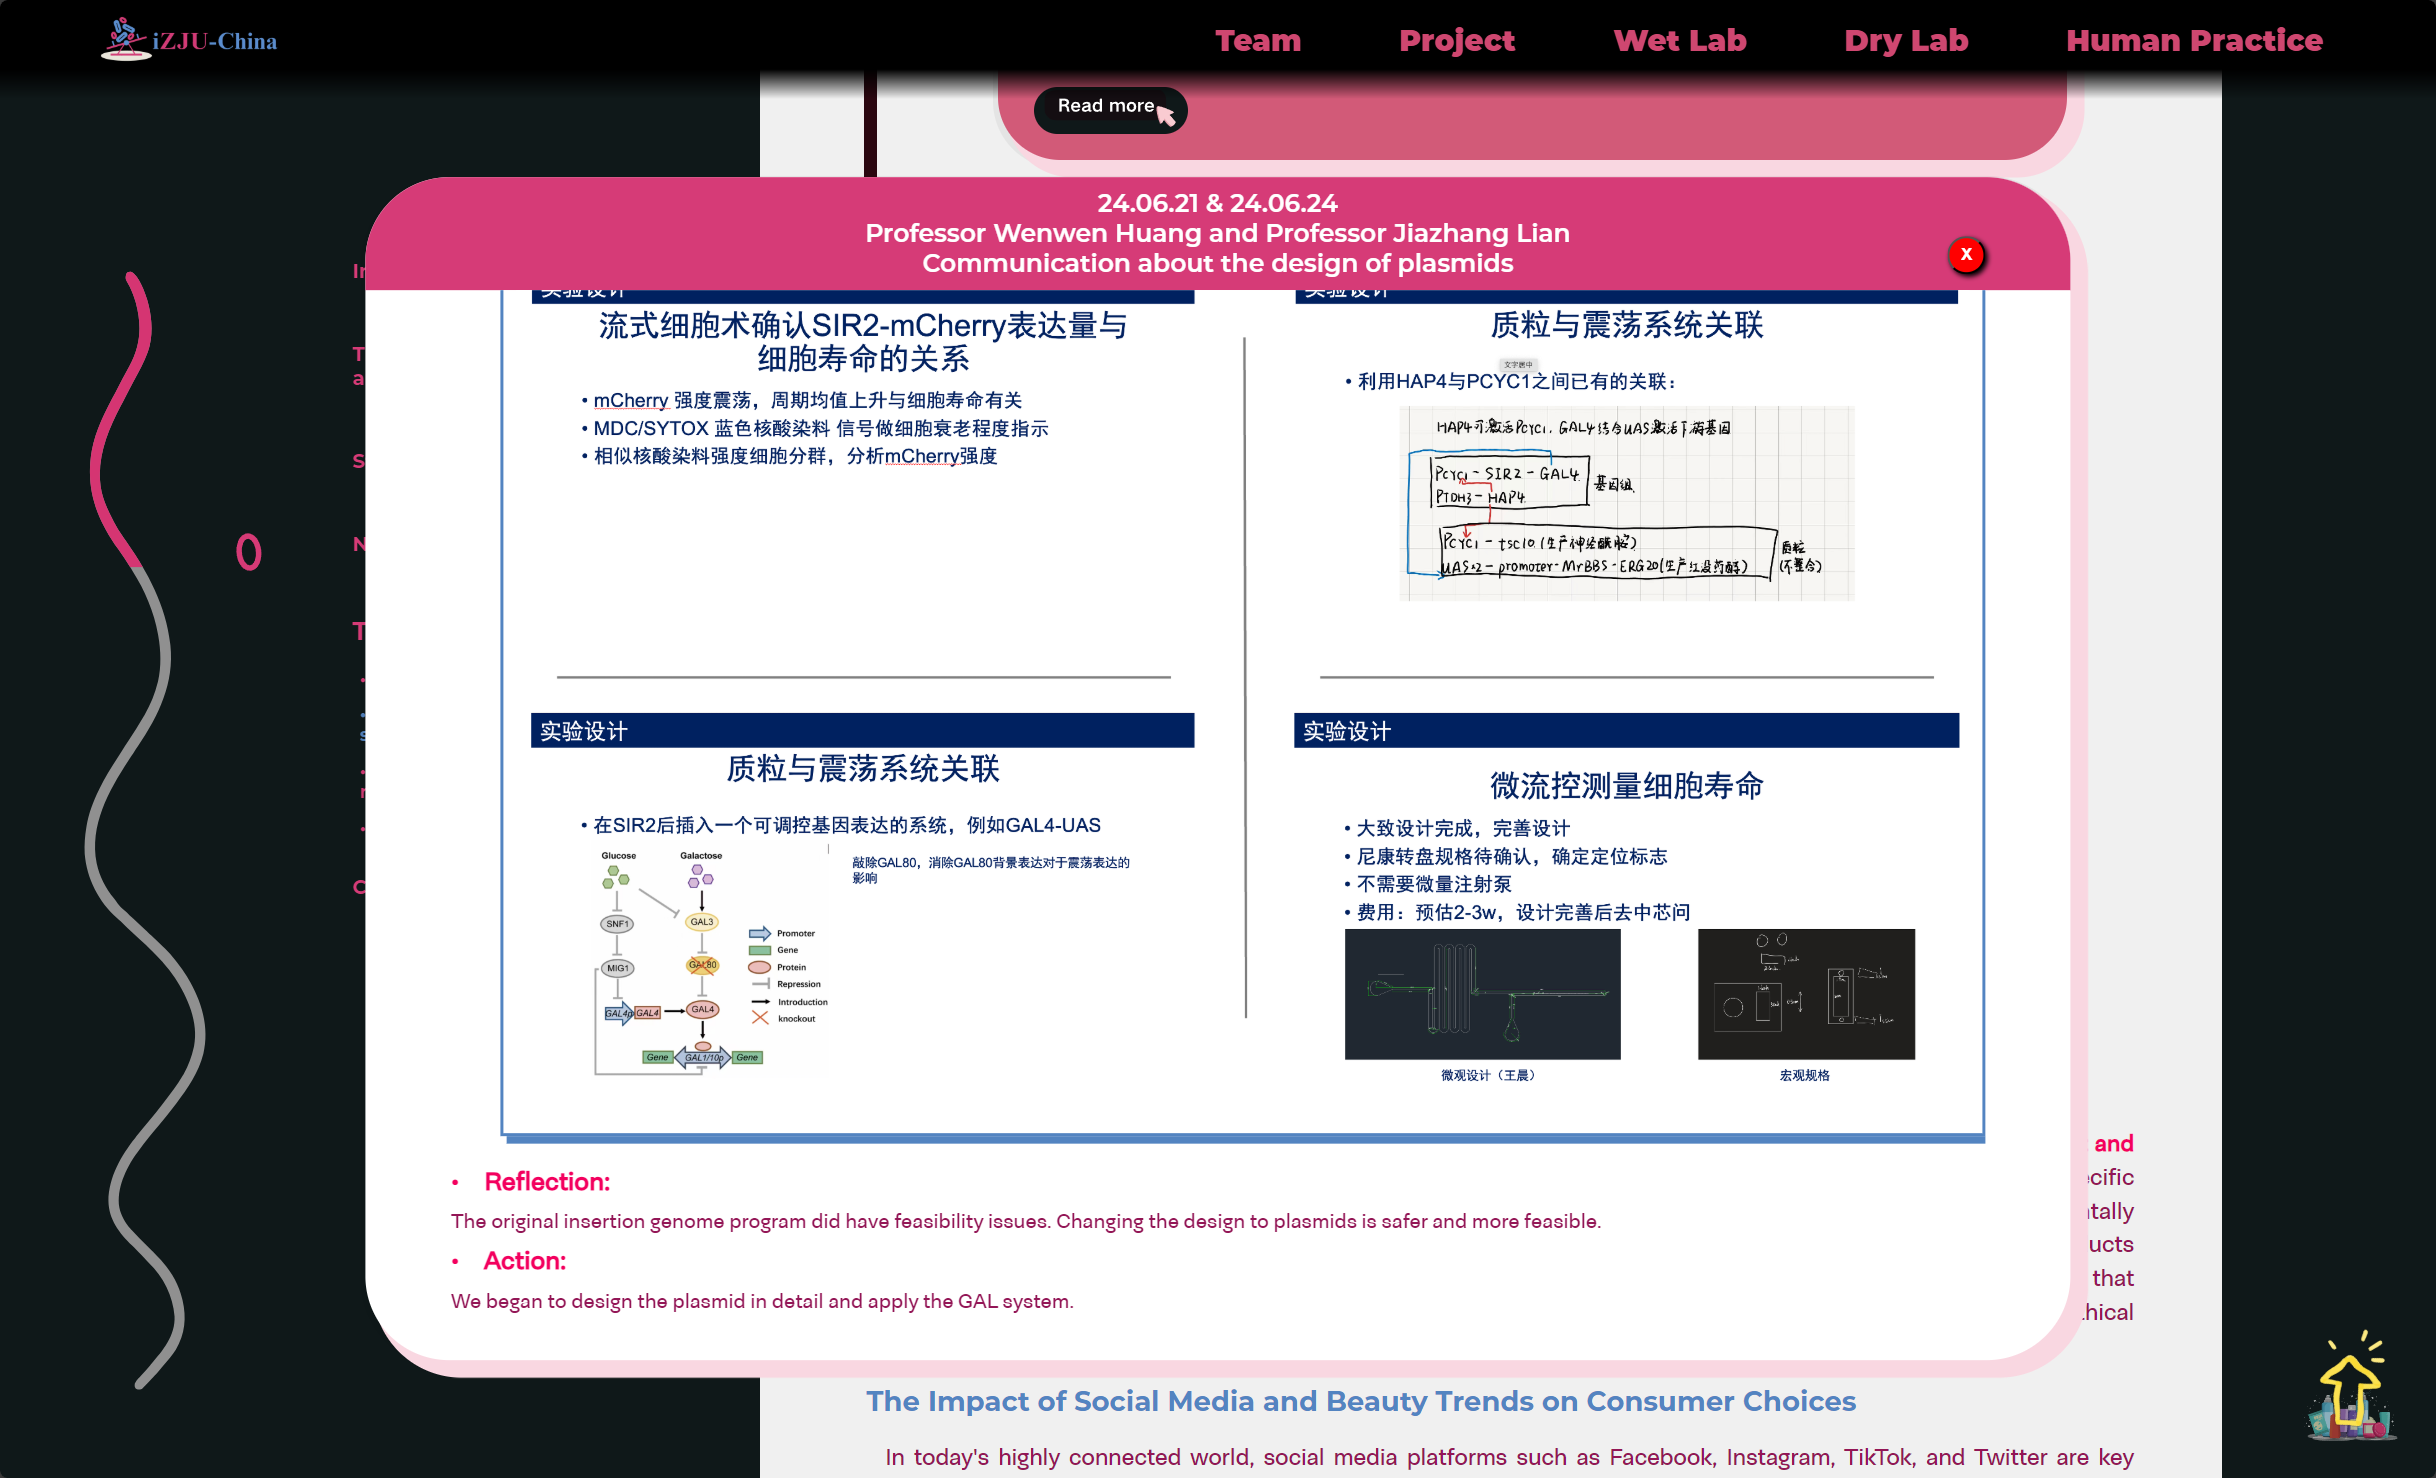 iZJU-China
Team
Project
Wet Lab
Dry Lab
Human Practice
Read more
24.06.21 & 24.06.24
Professor Wenwen Huang and Professor Jiazhang Lian
Communication about the design of plasmids
X
实验设计
流式细胞术确认SIR2-mCherry表达量与
细胞寿命的关系
• mCherry 强度震荡，周期均值上升与细胞寿命有关
• MDC/SYTOX 蓝色核酸染料 信号做细胞衰老程度指示
• 相似核酸染料强度细胞分群，分析mCherry强度
实验设计
质粒与震荡系统关联
文字居中
• 利用HAP4与PCYC1之间已有的关联：
HAP4可激活Pcyc1，GAL4结合UAS激活下游基因
Pcyc1 - SIR2 - GAL4
PTDH3 - HAP4
基因组
Pcyc1 - tsc10 (生产神经酰胺)
UAS×2 - promoter - MrBBS - ERG20 (生产红没药醇)
质粒
(不整合)
实验设计
质粒与震荡系统关联
• 在SIR2后插入一个可调控基因表达的系统，例如GAL4-UAS
敲除GAL80，消除GAL80背景表达对于震荡表达的
影响
Glucose
Galactose
SNF1
GAL3
MIG1
GAL80
GAL4p
GAL4
GAL4
Gene
GAL1/10p
Gene
Promoter
Gene
Protein
Repression
Introduction
knockout
实验设计
微流控测量细胞寿命
• 大致设计完成，完善设计
• 尼康转盘规格待确认，确定定位标志
• 不需要微量注射泵
• 费用：预估2-3w，设计完善后去中芯问
微观设计（王晨）
宏观规格
• Reflection:
The original insertion genome program did have feasibility issues. Changing the design to plasmids is safer and more feasible.
• Action:
We began to design the plasmid in detail and apply the GAL system.
and
that
The Impact of Social Media and Beauty Trends on Consumer Choices
In today's highly connected world, social media platforms such as Facebook, Instagram, TikTok, and Twitter are key